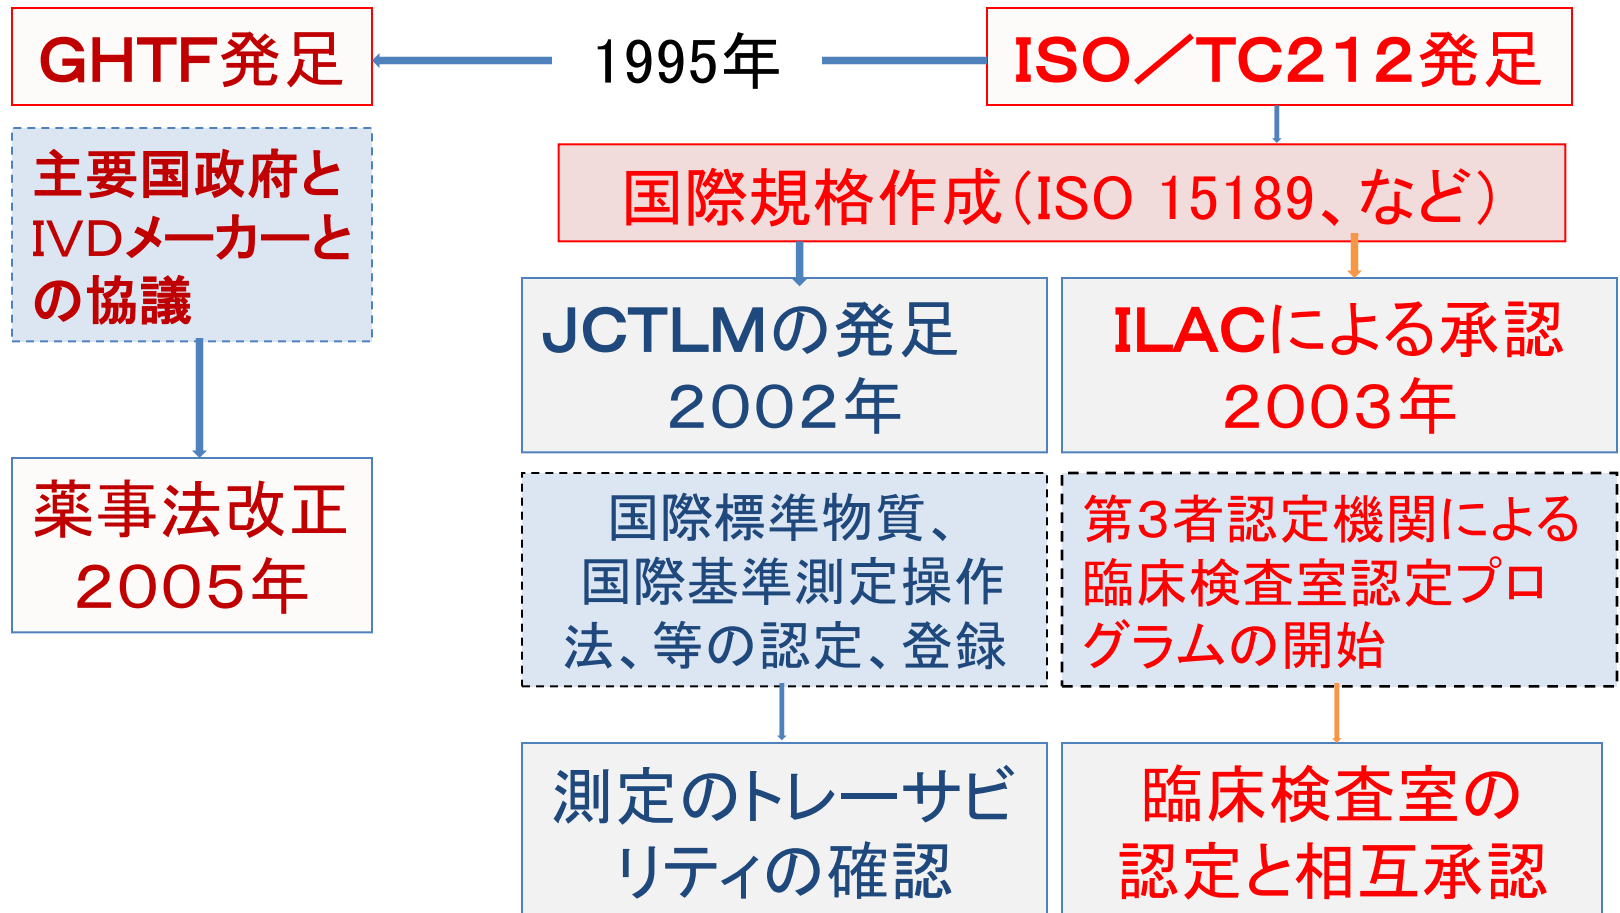 GHTF発足
1995年
ISO/TC212発足
主要国政府と
IVDメーカーと
の協議
国際規格作成(ISO 15189、など)
JCTLMの発足
2002年
ILACによる承認
2003年
薬事法改正
2005年
国際標準物質、
国際基準測定操作
法、等の認定、登録
第3者認定機関による
臨床検査室認定プロ
グラムの開始
測定のトレーサビ
リティの確認
臨床検査室の
認定と相互承認